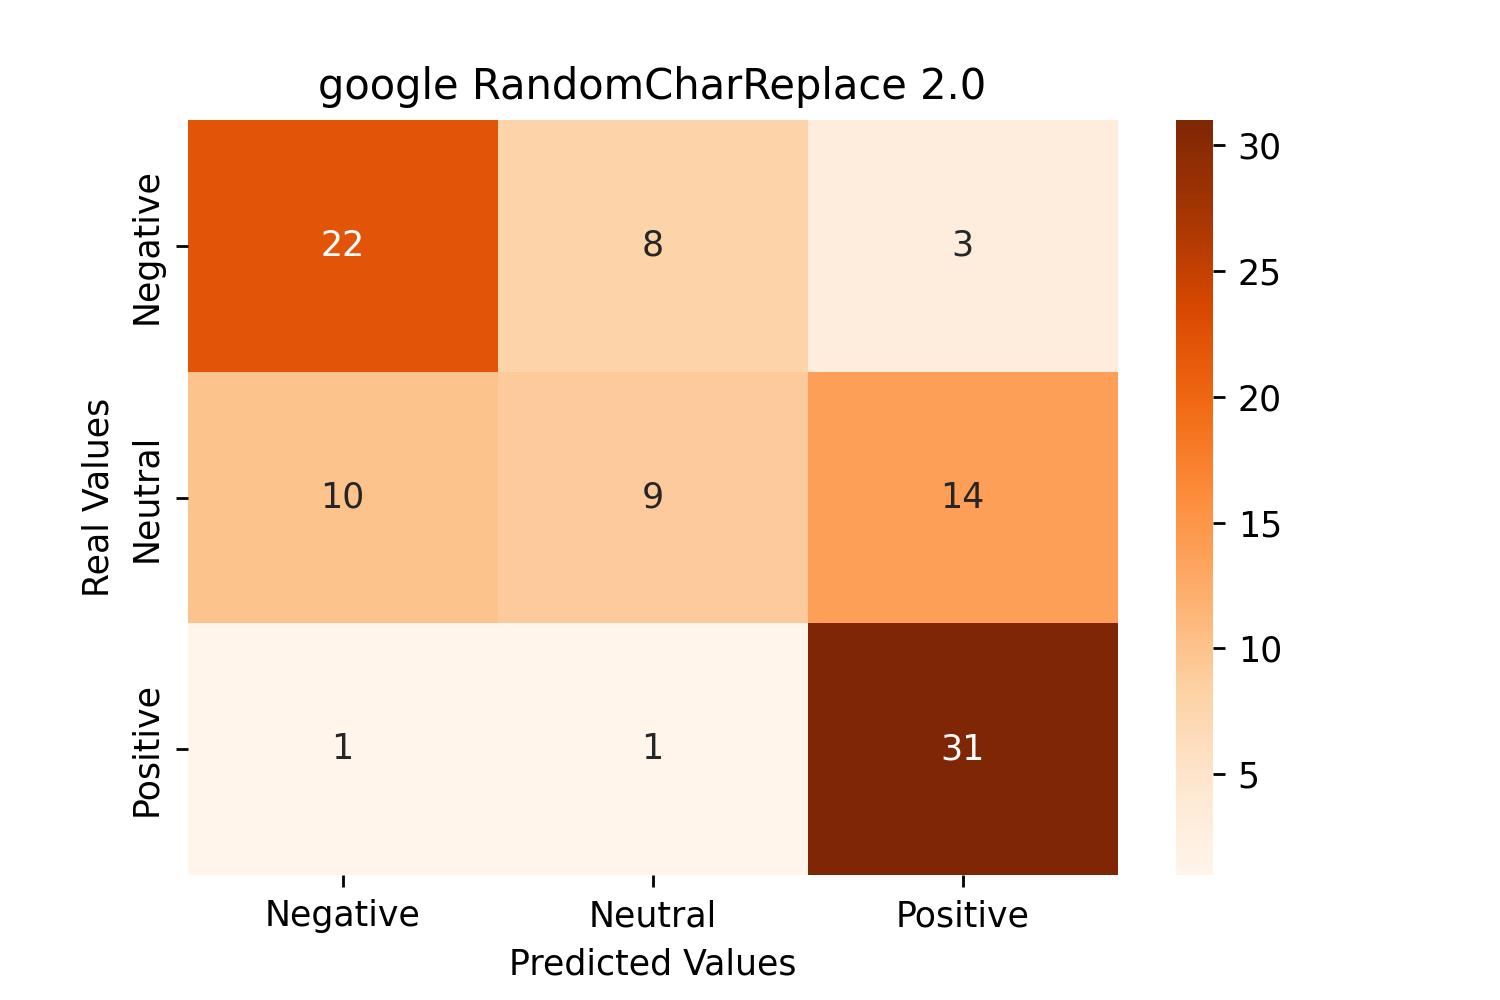 google RandomCharReplace 2.0
Real Values
Negative
22 8 3
Neutral
10 9 14
Positive
1 1 31
Negative Neutral Positive
Predicted Values
30
25
20
15
10
5